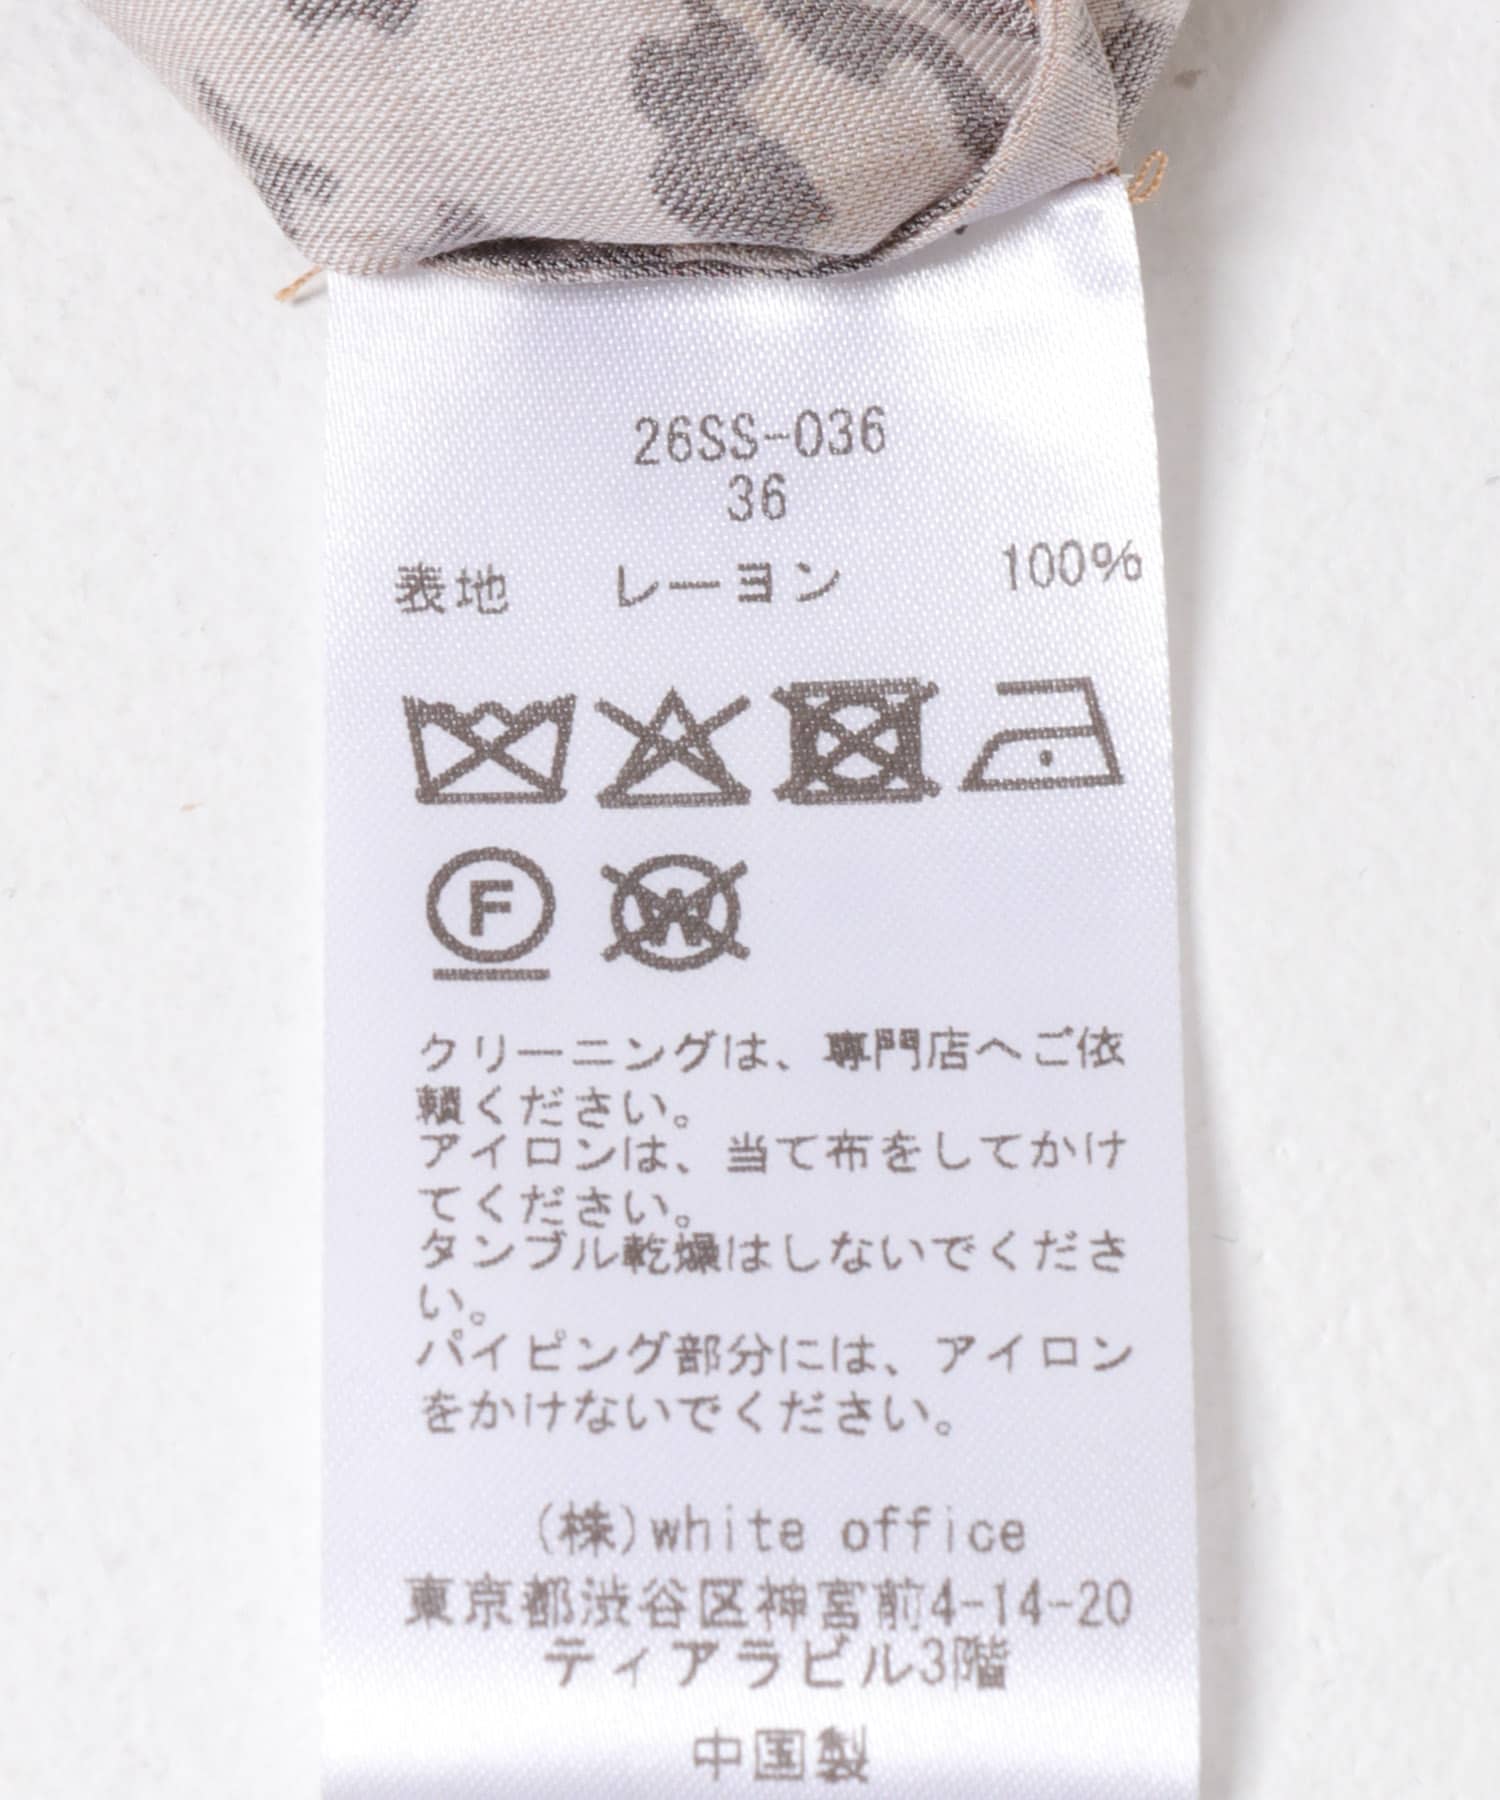 26SS-036
36
表地 レーヨン 100%
F
W
クリーニングは、専門店へご依
頼ください。
アイロンは、当て布をしてかけ
てください。
タンブル乾燥はしないでくださ
い。
パイピング部分には、アイロン
をかけないでください。
(株)white office
東京都渋谷区神宮前4-14-20
ティアラビル3階
中国製